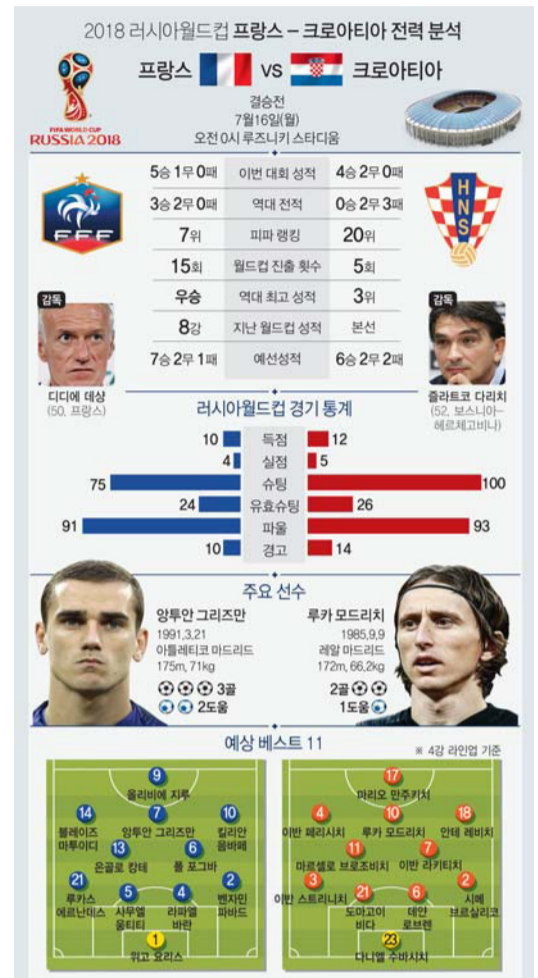 2018 러시아월드컵 프랑스 – 크로아티아 전력 분석
프랑스 vs 크로아티아
FIFA WORLD CUP
RUSSIA 2018
결승전
7월16일(월)
오전 0시 루즈니키 스타디움
FFF
HNS
5승 1무 0패 이번 대회 성적 4승 2무 0패
3승 2무 0패 역대 전적 0승 2무 3패
7위 피파 랭킹 20위
15회 월드컵 진출 횟수 5회
우승 역대 최고 성적 3위
8강 지난 월드컵 성적 본선
7승 2무 1패 예선성적 6승 2무 2패
감독
디디에 데샹
(50, 프랑스)
감독
즐라트코 다리치
(52, 보스니아–
헤르체고비나)
러시아월드컵 경기 통계
10 득점 12
4 실점 5
75 슈팅 100
24 유효슈팅 26
91 파울 93
10 경고 14
주요 선수
앙투안 그리즈만
1991,3,21
아틀레티코 마드리드
175m, 71kg
3골
2도움
루카 모드리치
1985,9,9
레알 마드리드
172m, 66,2kg
2골
1도움
예상 베스트 11
※ 4강 라인업 기준
9
올리비에 지루
14 7 10
블레이즈 마투이디 앙투안 그리즈만 킬리안 음바페
13 6
은골로 캉테 폴 포그바
21 5 4 2
루카스 에르난데스 사무엘 움티티 라파엘 바란 벤자민 파바드
1
위고 요리스
17
마리오 만주키치
4 10 18
이반 페리시치 루카 모드리치 안테 레비치
11 7
마르셀로 브로조비치 이반 라키티치
3 21 6 2
이반 스트리니치 도마고이 비다 데얀 로브렌 시메 브르살리코
23
다니엘 수바시치